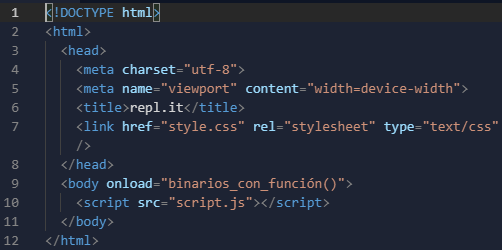 1 <!DOCTYPE html>
2 <html>
3   <head>
4     <meta charset="utf-8">
5     <meta name="viewport" content="width=device-width">
6     <title>repl.it</title>
7     <link href="style.css" rel="stylesheet" type="text/css"
/>
8   </head>
9   <body onload="binarios_con_función()">
10     <script src="script.js"></script>
11   </body>
12 </html>